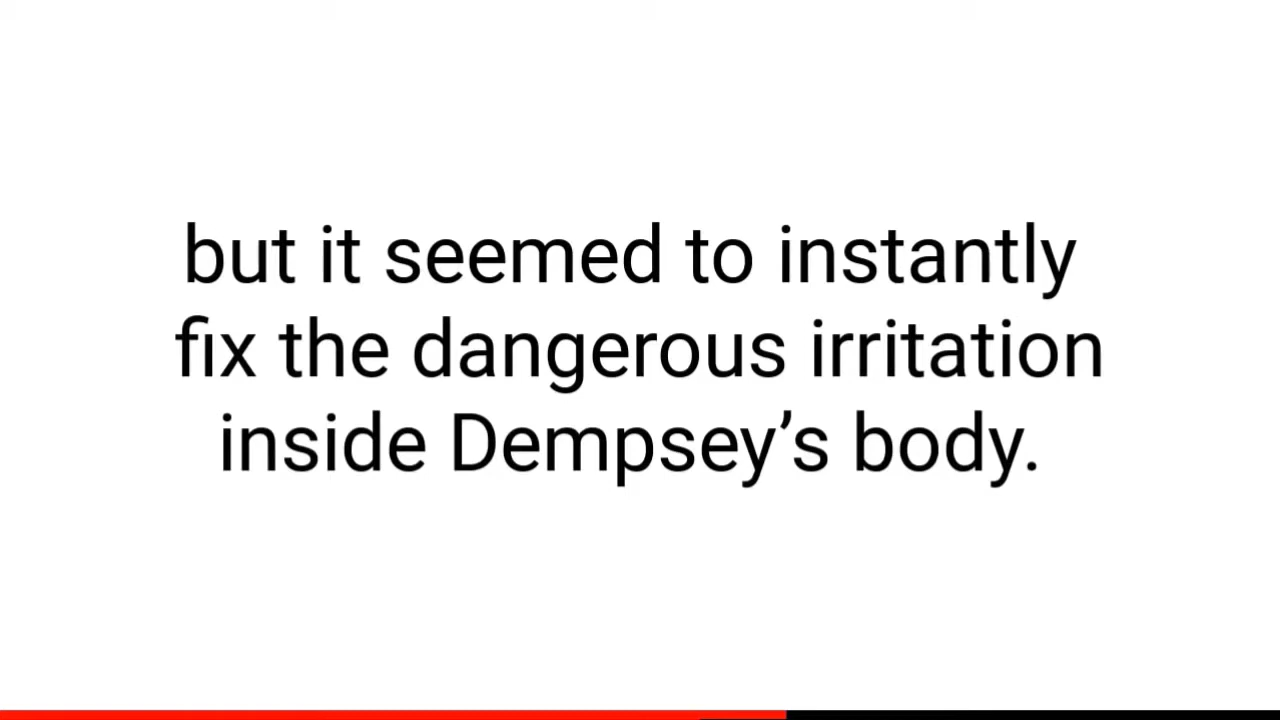 but it seemed to instantly
fix the dangerous irritation
inside Dempsey’s body.